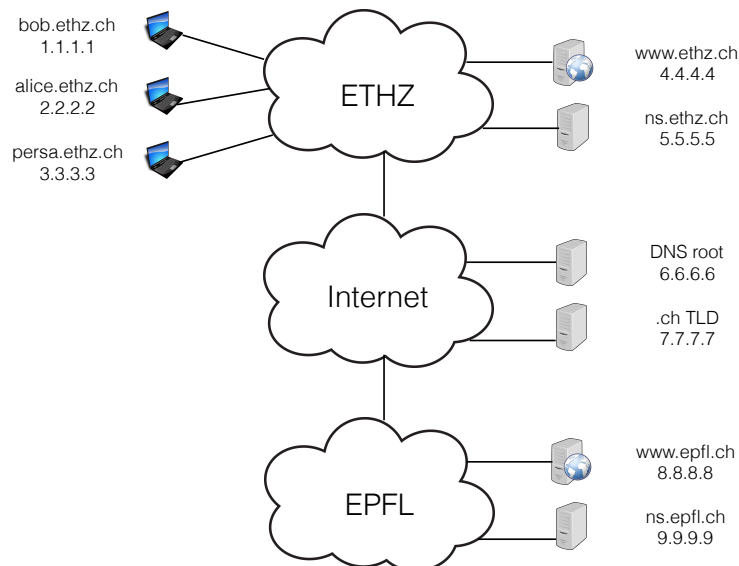 bob.ethz.ch
1.1.1.1
alice.ethz.ch
2.2.2.2
persa.ethz.ch
3.3.3.3
ETHZ
www.ethz.ch
4.4.4.4
ns.ethz.ch
5.5.5.5
Internet
DNS root
6.6.6.6
.ch TLD
7.7.7.7
EPFL
www.epfl.ch
8.8.8.8
ns.epfl.ch
9.9.9.9